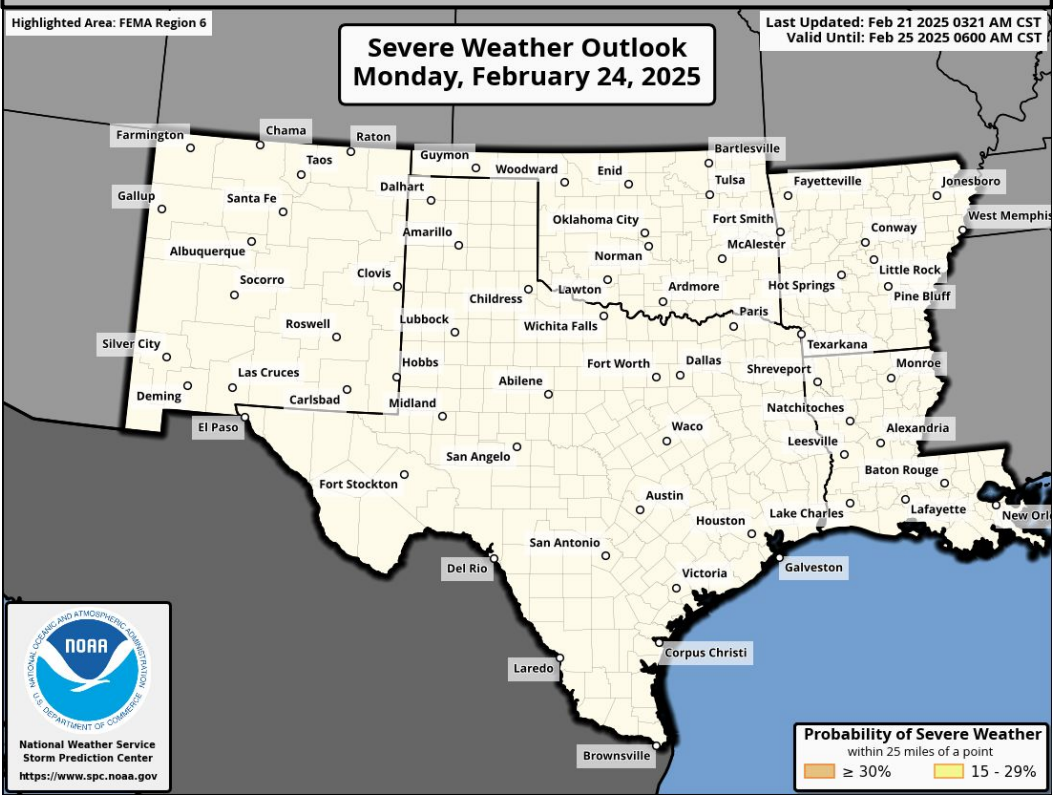 Highlighted Area: FEMA Region 6
Last Updated: Feb 21 2025 0321 AM CST
Valid Until: Feb 25 2025 0600 AM CST
Severe Weather Outlook
Monday, February 24, 2025
Farmington
Chama
Raton
Taos
Guymon
Woodward
Enid
Bartlesville
Tulsa
Fayetteville
Jonesboro
Gallup
Santa Fe
Dalhart
Oklahoma City
Fort Smith
West Memphis
Albuquerque
Amarillo
Norman
McAlester
Conway
Socorro
Clovis
Childress
Lawton
Ardmore
Hot Springs
Little Rock
Pine Bluff
Roswell
Lubbock
Wichita Falls
Paris
Texarkana
Silver City
Las Cruces
Hobbs
Abilene
Fort Worth
Dallas
Shreveport
Monroe
Deming
Carlsbad
Midland
Natchitoches
El Paso
San Angelo
Waco
Leesville
Alexandria
Fort Stockton
Austin
Baton Rouge
Houston
Lake Charles
Lafayette
New Orl
San Antonio
Del Rio
Galveston
Victoria
Laredo
Corpus Christi
Brownsville
NATIONAL OCEANIC AND ATMOSPHERIC ADMINISTRATION
NOAA
U.S. DEPARTMENT OF COMMERCE
National Weather Service
Storm Prediction Center
https://www.spc.noaa.gov
Probability of Severe Weather
within 25 miles of a point
≥ 30%
15 - 29%